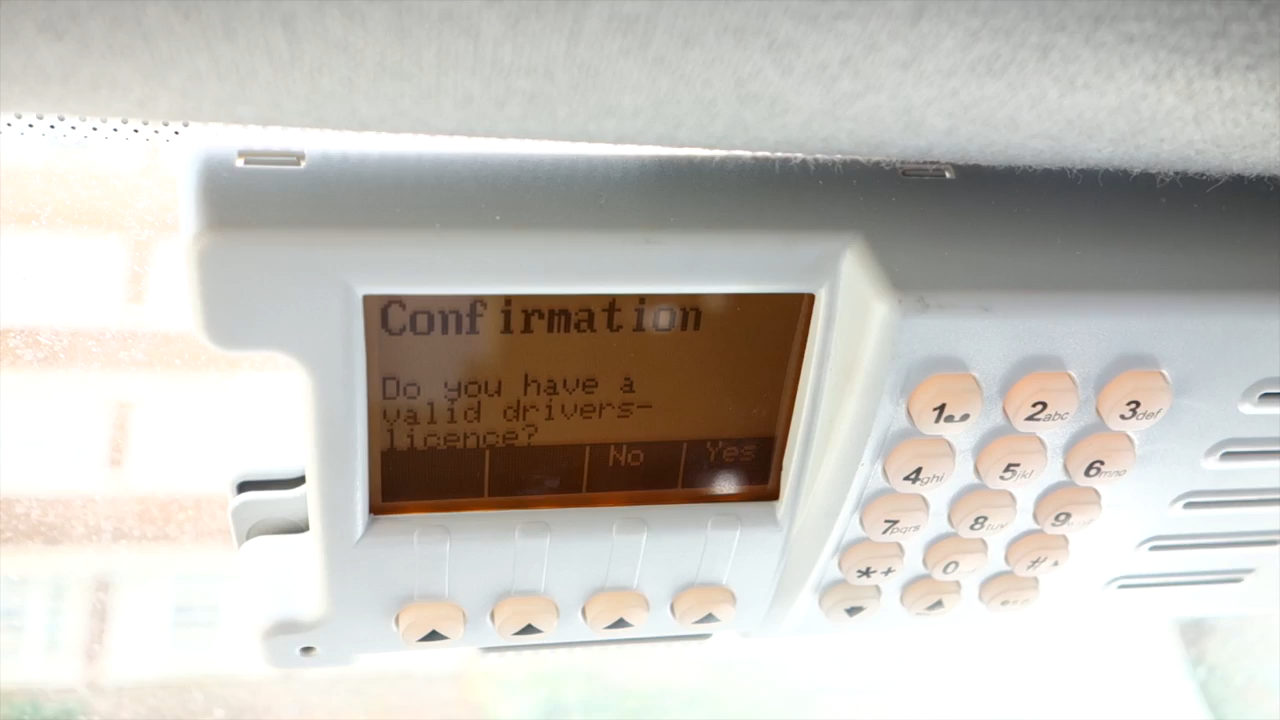 Confirmation
Do you have a
valid drivers-
licence?
No Yes
1
2abc
3def
4ghi
5jkl
6mno
7pqrs
8tuv
9
*+
0
#